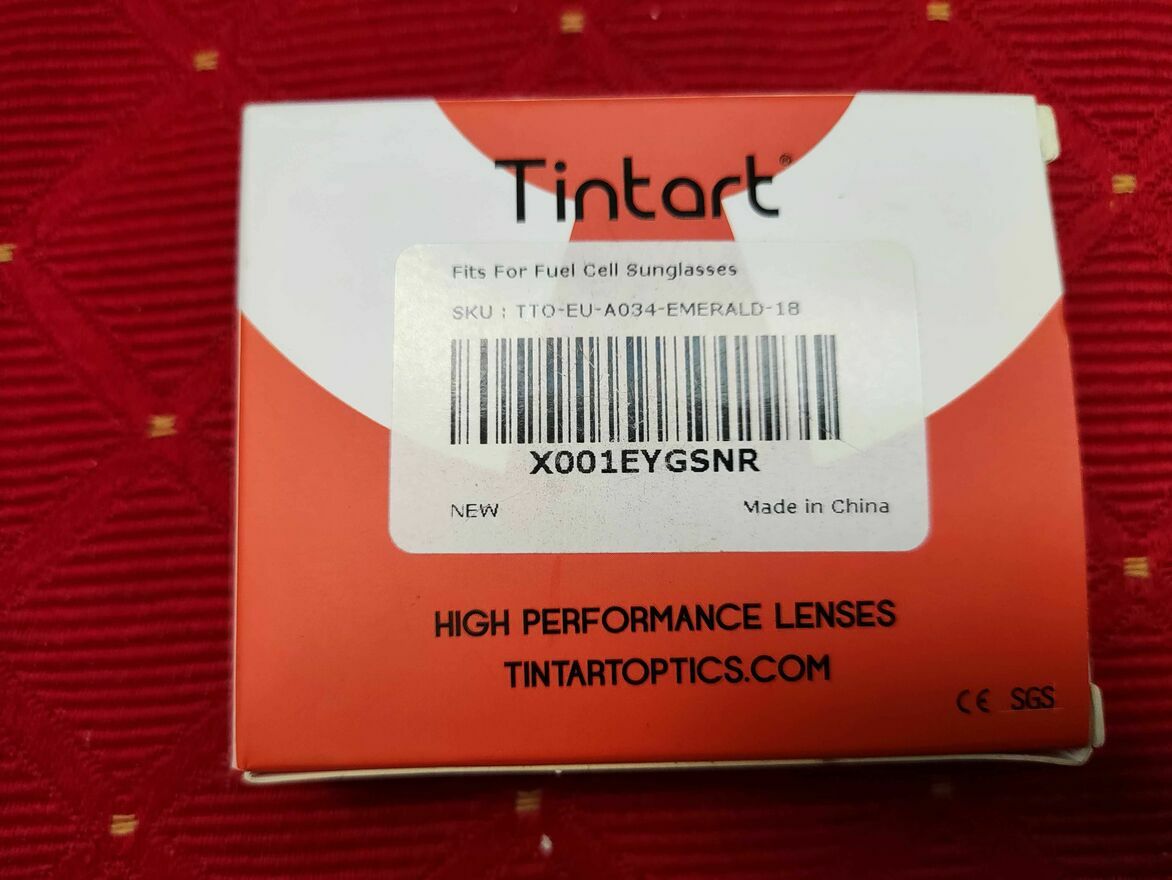 Tintart®
Fits For Fuel Cell Sunglasses
SKU : TTO-EU-A034-EMERALD-18
X001EYGSNR
NEW
Made in China
HIGH PERFORMANCE LENSES
TINTARTOPTICS.COM
CE SGS